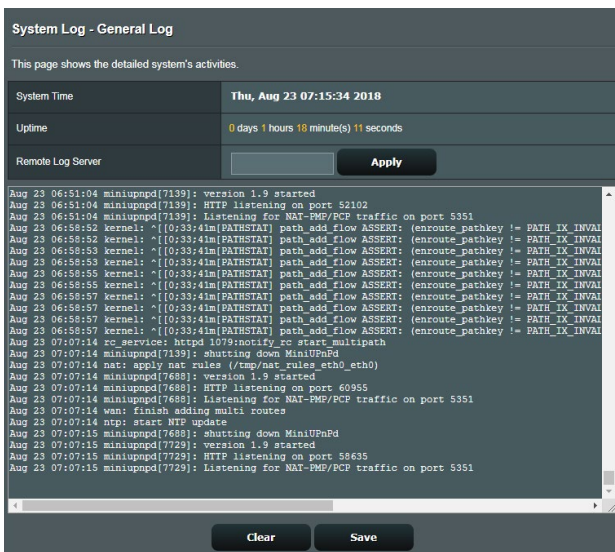 System Log - General Log
This page shows the detailed system's activities.
System Time Thu, Aug 23 07:15:34 2018
Uptime 0 days 1 hours 18 minute(s) 11 seconds
Remote Log Server Apply
Aug 23 06:51:04 miniupnpd[7139]: version 1.9 started
Aug 23 06:51:04 miniupnpd[7139]: HTTP listening on port 52102
Aug 23 06:51:04 miniupnpd[7139]: Listening for NAT-PMP/PCP traffic on port 5351
Aug 23 06:58:52 kernel: ^[[0;33;41m[PATHSTAT] path_add_flow ASSERT: (enroute_pathkey != PATH_IX_INVAL
Aug 23 06:58:52 kernel: ^[[0;33;41m[PATHSTAT] path_add_flow ASSERT: (enroute_pathkey != PATH_IX_INVAL
Aug 23 06:58:53 kernel: ^[[0;33;41m[PATHSTAT] path_add_flow ASSERT: (enroute_pathkey != PATH_IX_INVAL
Aug 23 06:58:53 kernel: ^[[0;33;41m[PATHSTAT] path_add_flow ASSERT: (enroute_pathkey != PATH_IX_INVAL
Aug 23 06:58:55 kernel: ^[[0;33;41m[PATHSTAT] path_add_flow ASSERT: (enroute_pathkey != PATH_IX_INVAL
Aug 23 06:58:55 kernel: ^[[0;33;41m[PATHSTAT] path_add_flow ASSERT: (enroute_pathkey != PATH_IX_INVAL
Aug 23 06:58:57 kernel: ^[[0;33;41m[PATHSTAT] path_add_flow ASSERT: (enroute_pathkey != PATH_IX_INVAL
Aug 23 06:58:57 kernel: ^[[0;33;41m[PATHSTAT] path_add_flow ASSERT: (enroute_pathkey != PATH_IX_INVAL
Aug 23 06:58:57 kernel: ^[[0;33;41m[PATHSTAT] path_add_flow ASSERT: (enroute_pathkey != PATH_IX_INVAL
Aug 23 06:58:57 kernel: ^[[0;33;41m[PATHSTAT] path_add_flow ASSERT: (enroute_pathkey != PATH_IX_INVAL
Aug 23 07:07:14 rc_service: httpd 1079:notify_rc start_multipath
Aug 23 07:07:14 miniupnpd[7139]: shutting down MiniUPnPd
Aug 23 07:07:14 nat: apply nat rules (/tmp/nat_rules_eth0_eth0)
Aug 23 07:07:14 miniupnpd[7688]: version 1.9 started
Aug 23 07:07:14 miniupnpd[7688]: HTTP listening on port 60955
Aug 23 07:07:14 miniupnpd[7688]: Listening for NAT-PMP/PCP traffic on port 5351
Aug 23 07:07:14 wan: finish adding multi routes
Aug 23 07:07:14 ntp: start NTP update
Aug 23 07:07:15 miniupnpd[7688]: shutting down MiniUPnPd
Aug 23 07:07:15 miniupnpd[7729]: version 1.9 started
Aug 23 07:07:15 miniupnpd[7729]: HTTP listening on port 58635
Aug 23 07:07:15 miniupnpd[7729]: Listening for NAT-PMP/PCP traffic on port 5351
Clear Save